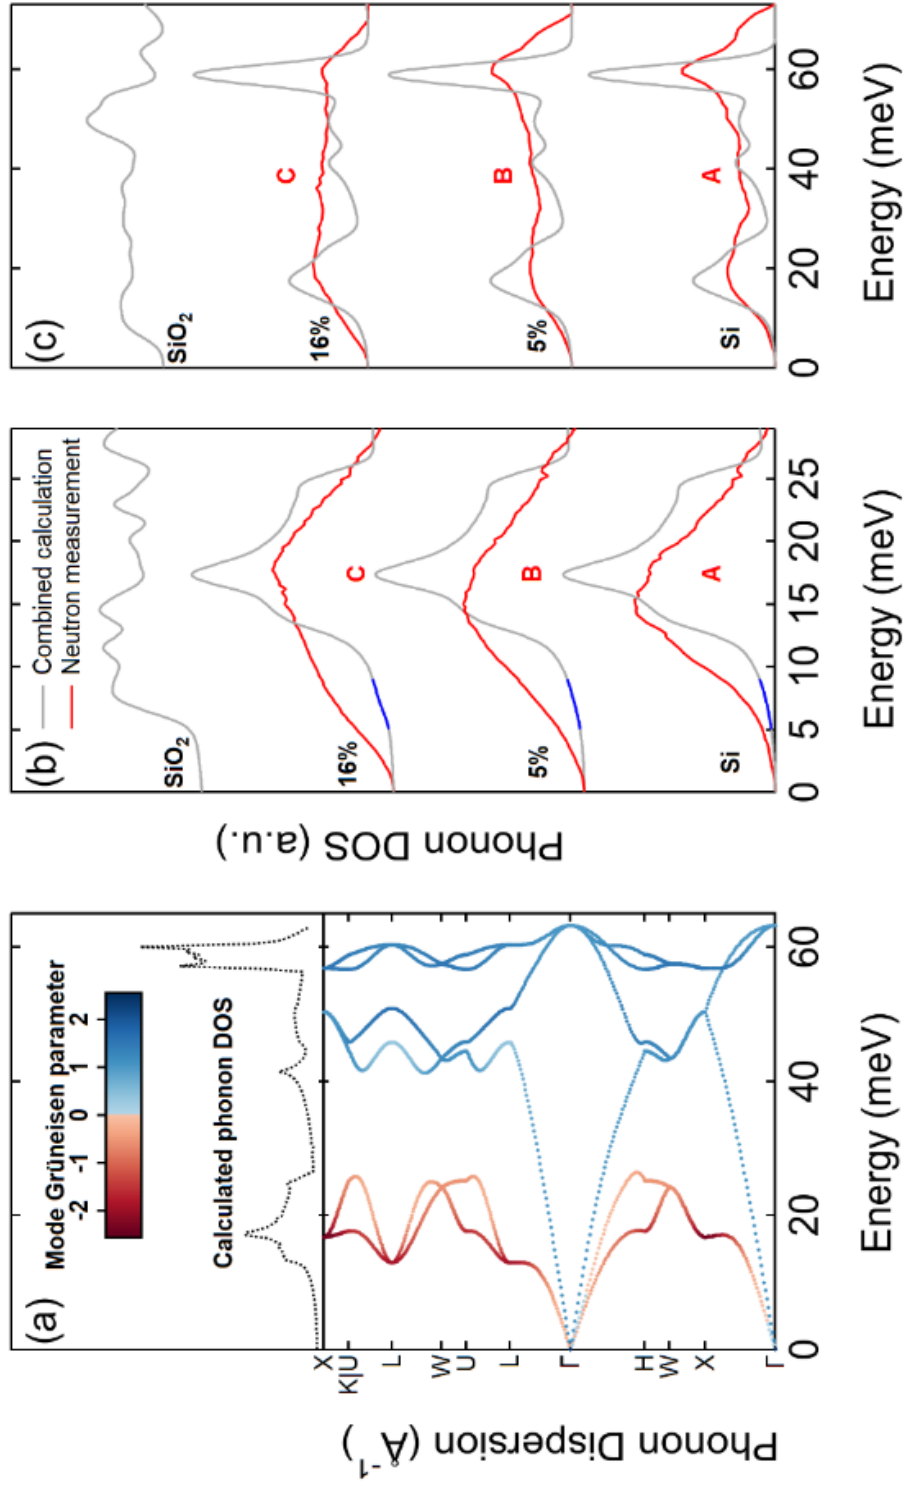 (a)
Mode Grüneisen parameter
-2 -1 0 1 2
Calculated phonon DOS
X
K|U
L
W
U
L
Γ
H
W
X
Γ
Phonon Dispersion (Å⁻¹)
0 20 40 60
Energy (meV)
(b)
Combined calculation
Neutron measurement
SiO₂
16%
C
5%
B
Si
A
Phonon DOS (a.u.)
0 5 10 15 20 25
Energy (meV)
(c)
SiO₂
16%
C
5%
B
Si
A
0 20 40 60
Energy (meV)